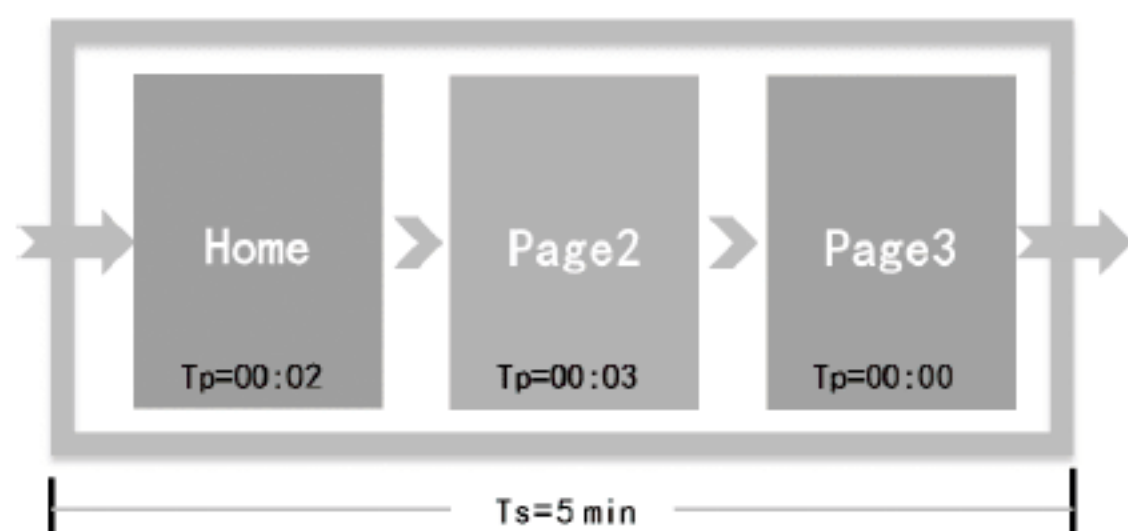 Home
Page2
Page3
Tp=00:02
Tp=00:03
Tp=00:00
Ts=5 min